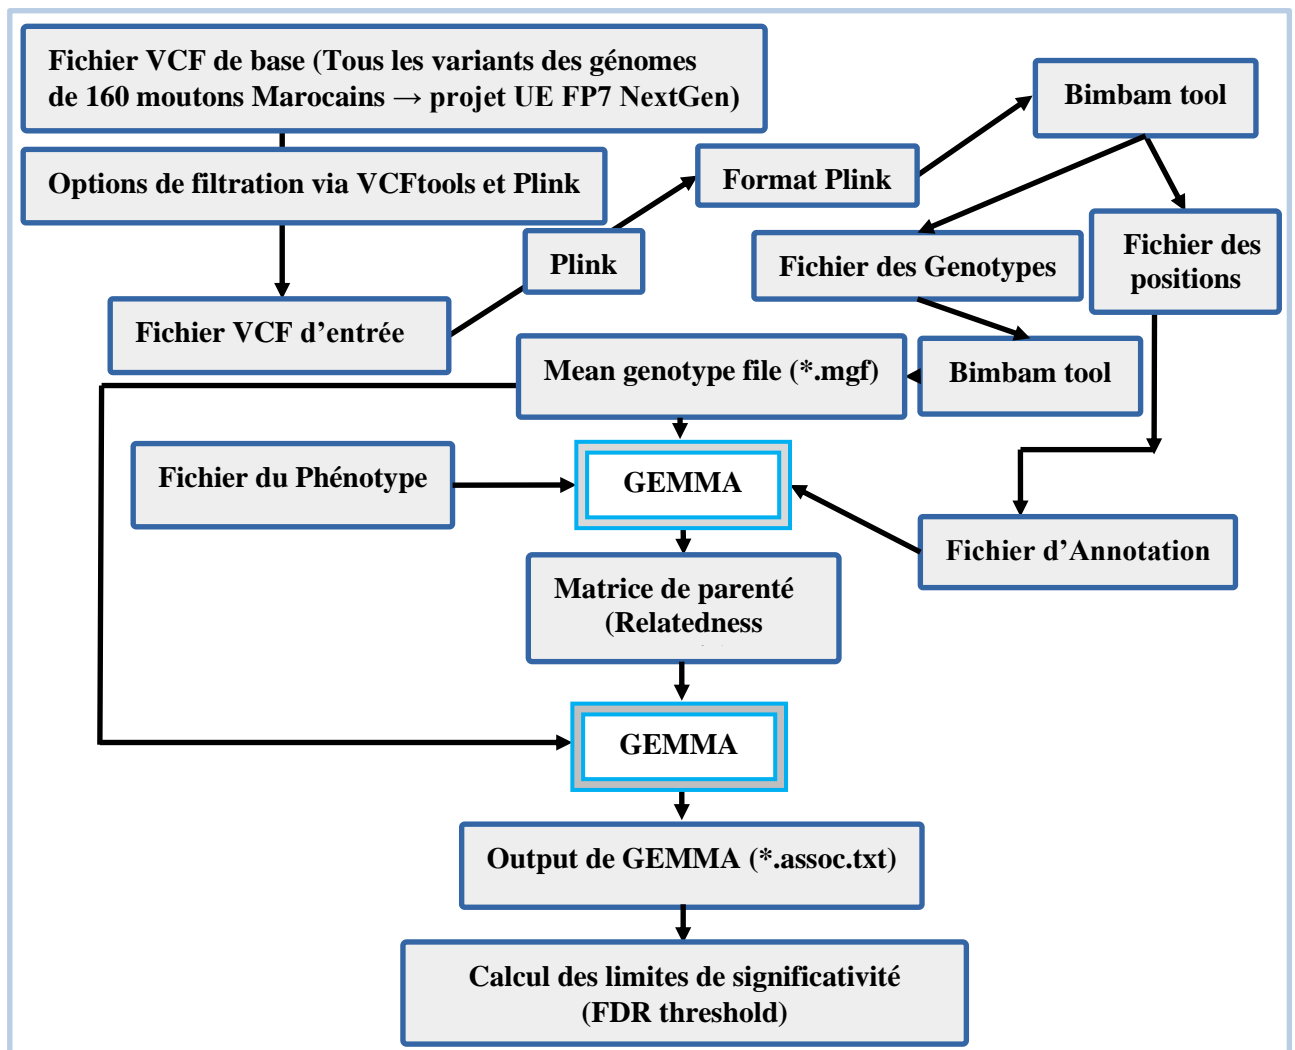 Fichier VCF de base (Tous les variants des génomes
de 160 moutons Marocains → projet UE FP7 NextGen)
Options de filtration via VCFtools et Plink
Fichier VCF d’entrée
Plink
Format Plink
Bimbam tool
Fichier des Genotypes
Fichier des
positions
Bimbam tool
Mean genotype file (*.mgf)
Fichier du Phénotype
GEMMA
Fichier d’Annotation
Matrice de parenté
(Relatedness
GEMMA
Output de GEMMA (*.assoc.txt)
Calcul des limites de significativité
(FDR threshold)